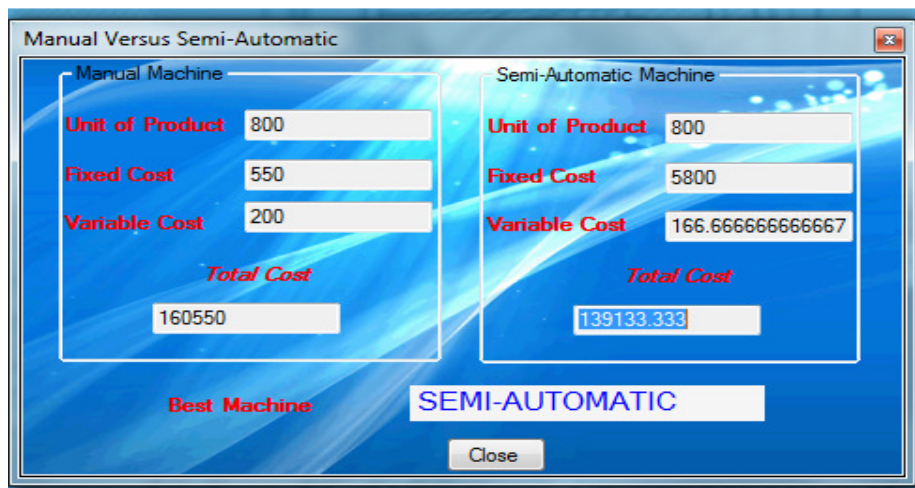 Manual Versus Semi-Automatic
Manual Machine
Unit of Product 800
Fixed Cost 550
Variable Cost 200
Total Cost
160550
Semi-Automatic Machine
Unit of Product 800
Fixed Cost 5800
Variable Cost 166.666666666667
Total Cost
139133.333
Best Machine SEMI-AUTOMATIC
Close